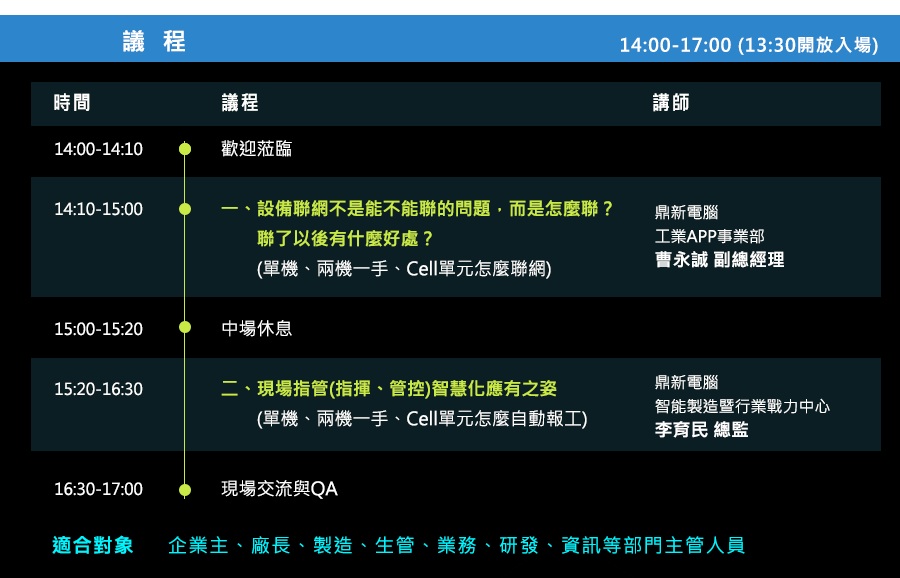 議 程
14:00-17:00 (13:30開放入場)
時間 議程 講師
14:00-14:10 歡迎蒞臨
14:10-15:00 一、設備聯網不是能不能聯的問題，而是怎麼聯？
聯了以後有什麼好處？
(單機、兩機一手、Cell單元怎麼聯網)
鼎新電腦
工業APP事業部
曹永誠 副總經理
15:00-15:20 中場休息
15:20-16:30 二、現場指管(指揮、管控)智慧化應有之姿
(單機、兩機一手、Cell單元怎麼自動報工)
鼎新電腦
智能製造暨行業戰力中心
李育民 總監
16:30-17:00 現場交流與QA
適合對象 企業主、廠長、製造、生管、業務、研發、資訊等部門主管人員